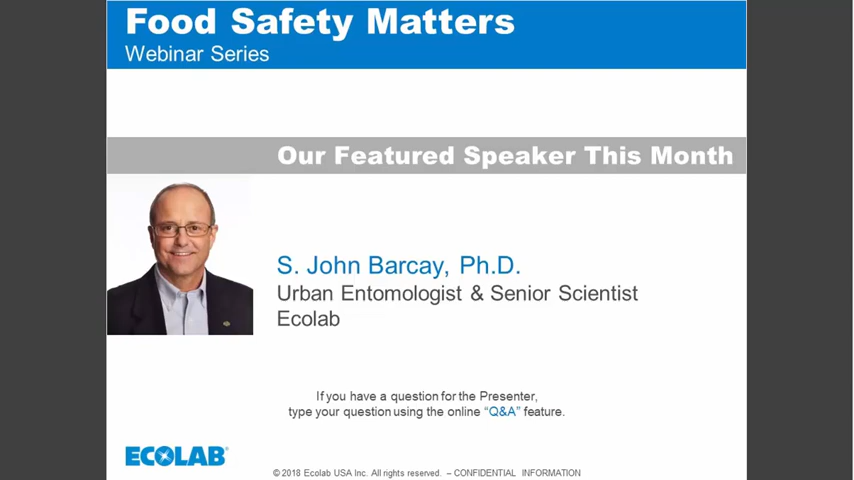 Food Safety Matters
Webinar Series
Our Featured Speaker This Month
S. John Barcay, Ph.D.
Urban Entomologist & Senior Scientist
Ecolab
If you have a question for the Presenter,
type your question using the online “Q&A” feature.
ECOLAB®
© 2018 Ecolab USA Inc. All rights reserved. – CONFIDENTIAL INFORMATION